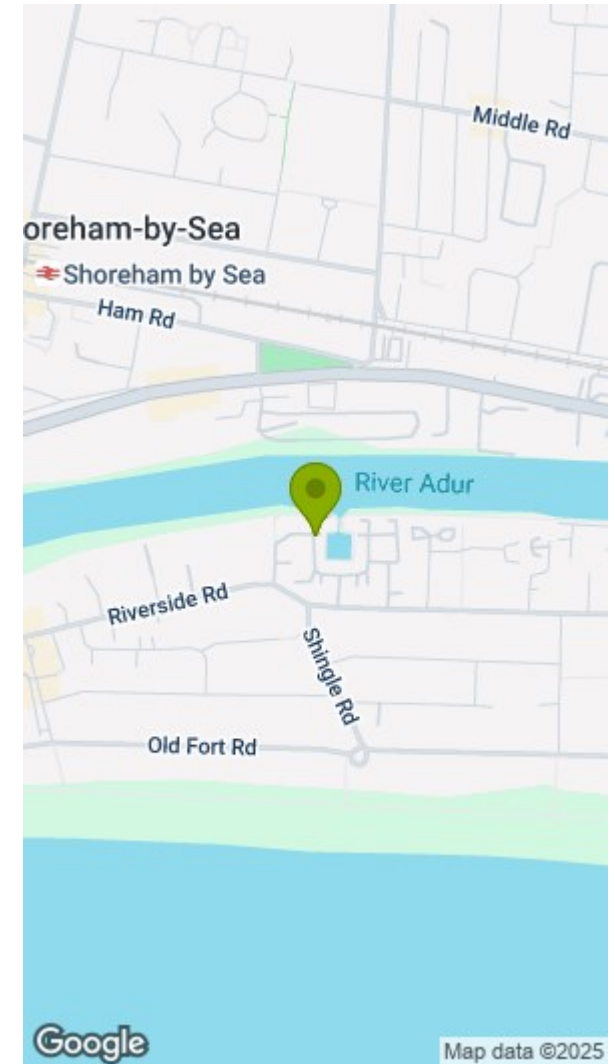 Middle Rd
oreham-by-Sea
Shoreham by Sea
Ham Rd
River Adur
Riverside Rd
Shingle Rd
Old Fort Rd
Google
Map data ©2025